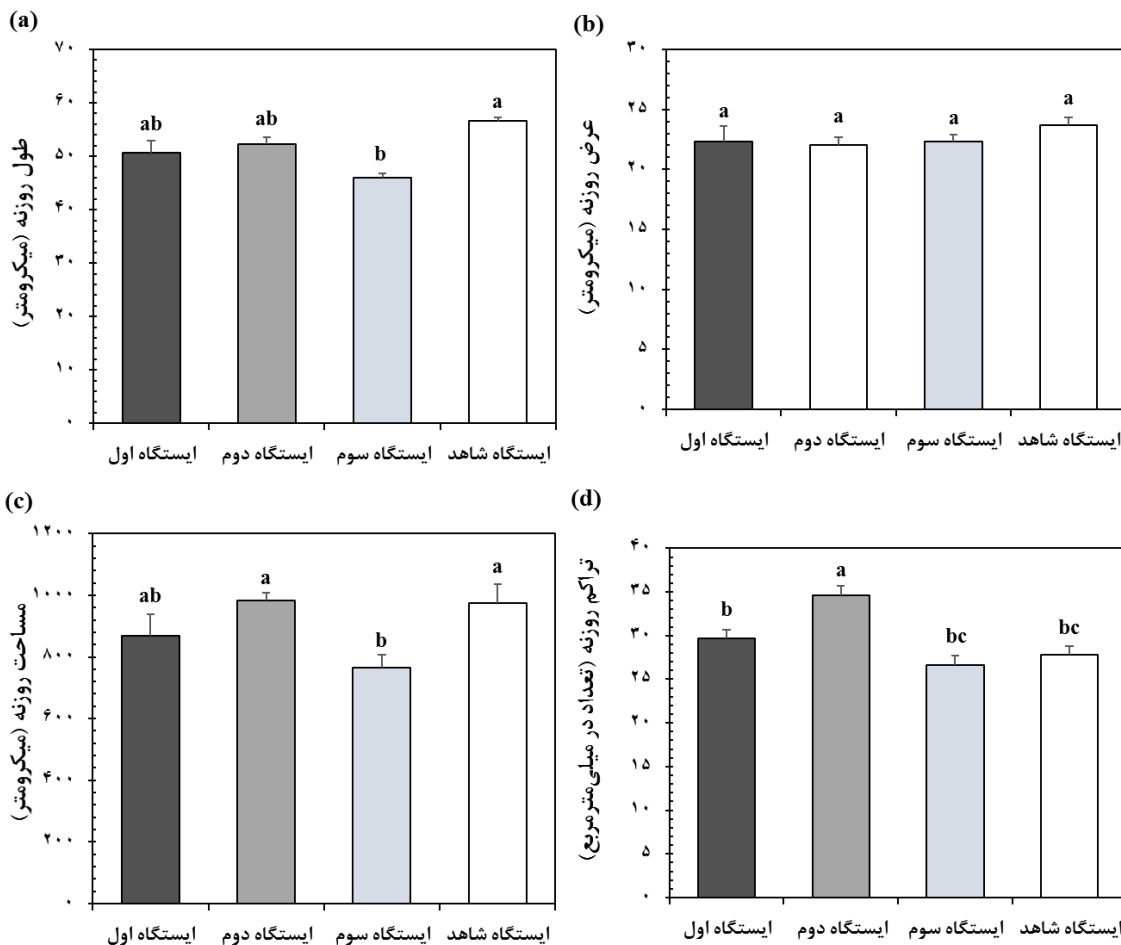 (a)
طول روزنه (میکرومتر)
۷۰
۶۰
۵۰
۴۰
۳۰
۲۰
۱۰
۰
ab
ab
b
a
ایستگاه اول
ایستگاه دوم
ایستگاه سوم
ایستگاه شاهد
(b)
عرض روزنه (میکرومتر)
۳۰
۲۵
۲۰
۱۵
۱۰
۵
۰
a
a
a
a
ایستگاه اول
ایستگاه دوم
ایستگاه سوم
ایستگاه شاهد
(c)
مساحت روزنه (میکرومتر)
۱۲۰۰
۱۰۰۰
۸۰۰
۶۰۰
۴۰۰
۲۰۰
۰
ab
a
b
a
ایستگاه اول
ایستگاه دوم
ایستگاه سوم
ایستگاه شاهد
(d)
تراکم روزنه (تعداد در میلی‌مترمربع)
۴۰
۳۵
۳۰
۲۵
۲۰
۱۵
۱۰
۵
۰
b
a
bc
bc
ایستگاه اول
ایستگاه دوم
ایستگاه سوم
ایستگاه شاهد